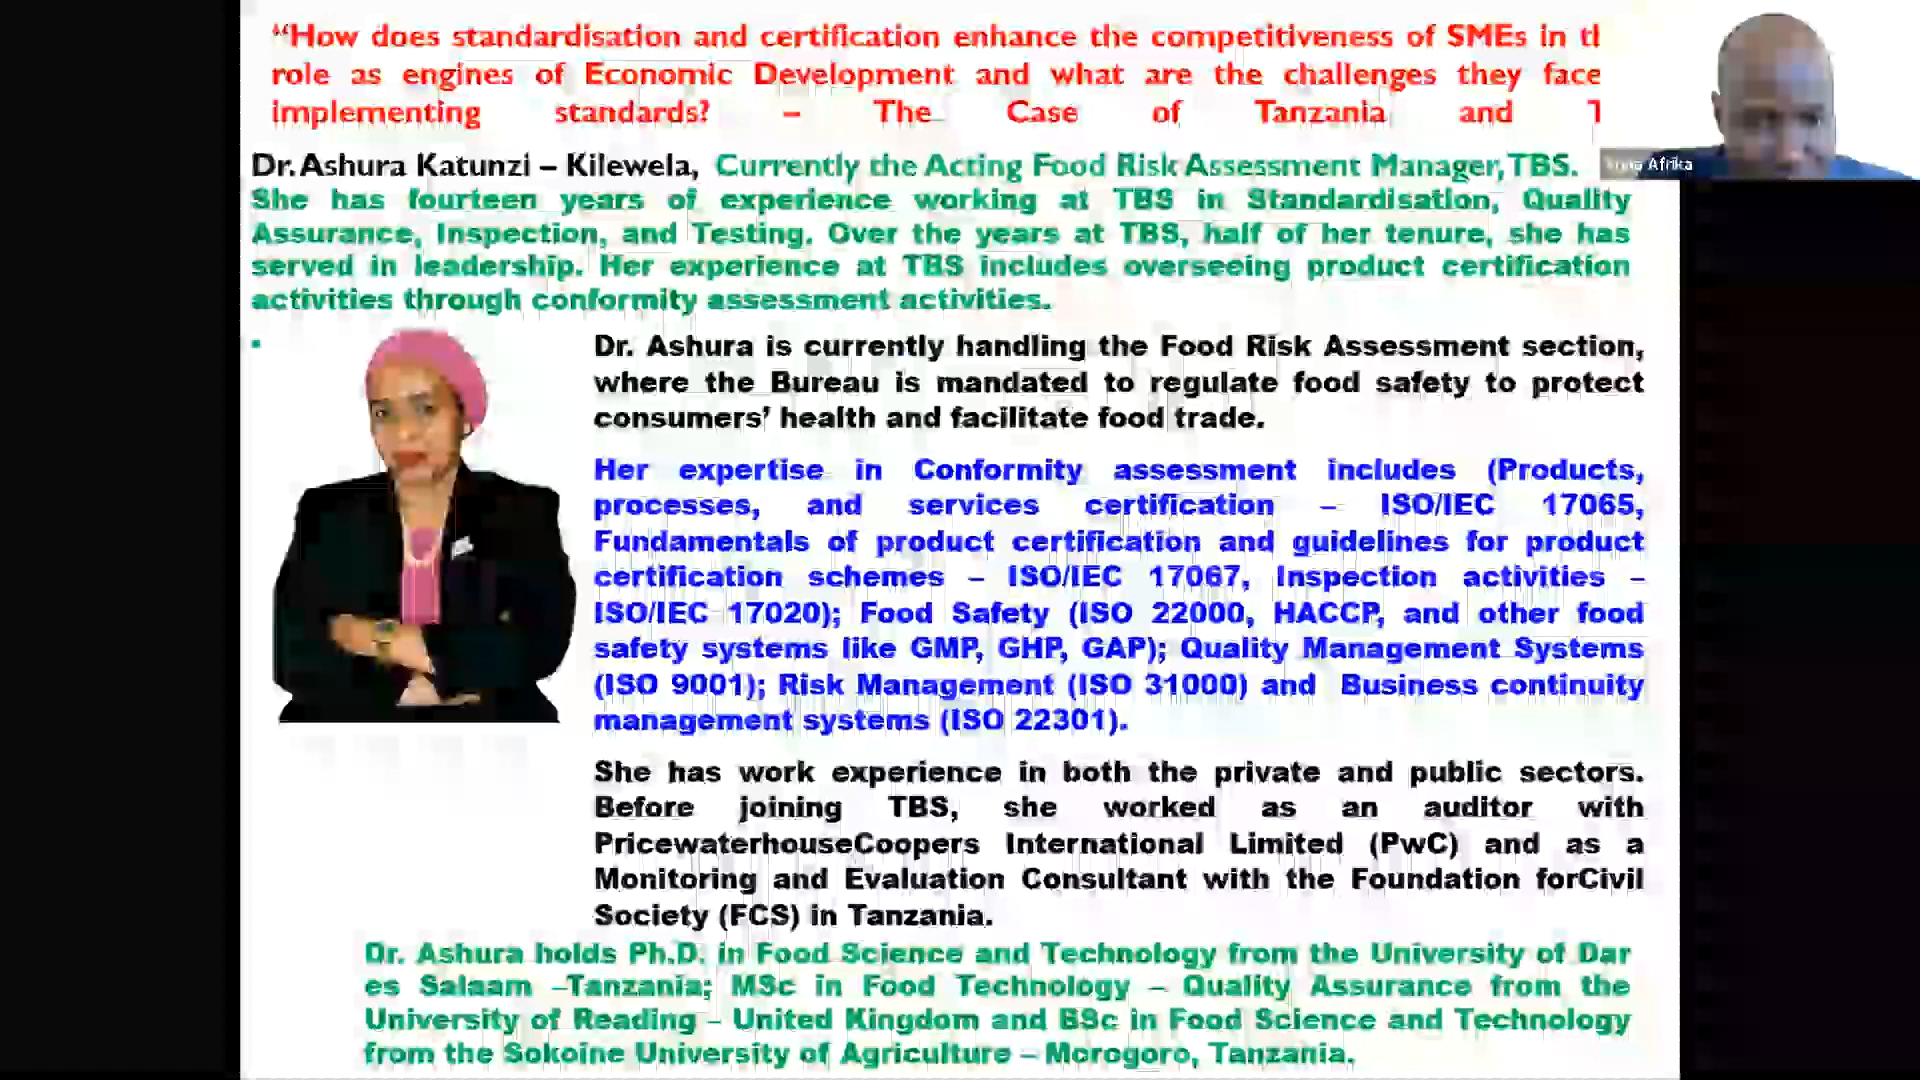 “How does standardisation and certification enhance the competitiveness of SMEs in
role as engines of Economic Development and what are the challenges they face
implementing standards? – The Case of Tanzania and
Afrika
Dr. Ashura Katunzi – Kilewela, Currently the Acting Food Risk Assessment Manager, TBS.
She has fourteen years of experience working at TBS in Standardisation, Quality
Assurance, Inspection, and Testing. Over the years at TBS, half of her tenure, she has
served in leadership. Her experience at TBS includes overseeing product certification
activities through conformity assessment activities.
Dr. Ashura is currently handling the Food Risk Assessment section,
where the Bureau is mandated to regulate food safety to protect
consumers’ health and facilitate food trade.
Her expertise in Conformity assessment includes (Products,
processes, and services certification – ISO/IEC 17065,
Fundamentals of product certification and guidelines for product
certification schemes – ISO/IEC 17067, Inspection activities –
ISO/IEC 17020); Food Safety (ISO 22000, HACCP, and other food
safety systems like GMP, GHP, GAP); Quality Management Systems
(ISO 9001); Risk Management (ISO 31000) and Business continuity
management systems (ISO 22301).
She has work experience in both the private and public sectors.
Before joining TBS, she worked as an auditor with
PricewaterhouseCoopers International Limited (PwC) and as a
Monitoring and Evaluation Consultant with the Foundation forCivil
Society (FCS) in Tanzania.
Dr. Ashura holds Ph.D. in Food Science and Technology from the University of Dar
es Salaam –Tanzania; MSc in Food Technology – Quality Assurance from the
University of Reading – United Kingdom and BSc in Food Science and Technology
from the Sokoine University of Agriculture – Morogoro, Tanzania.